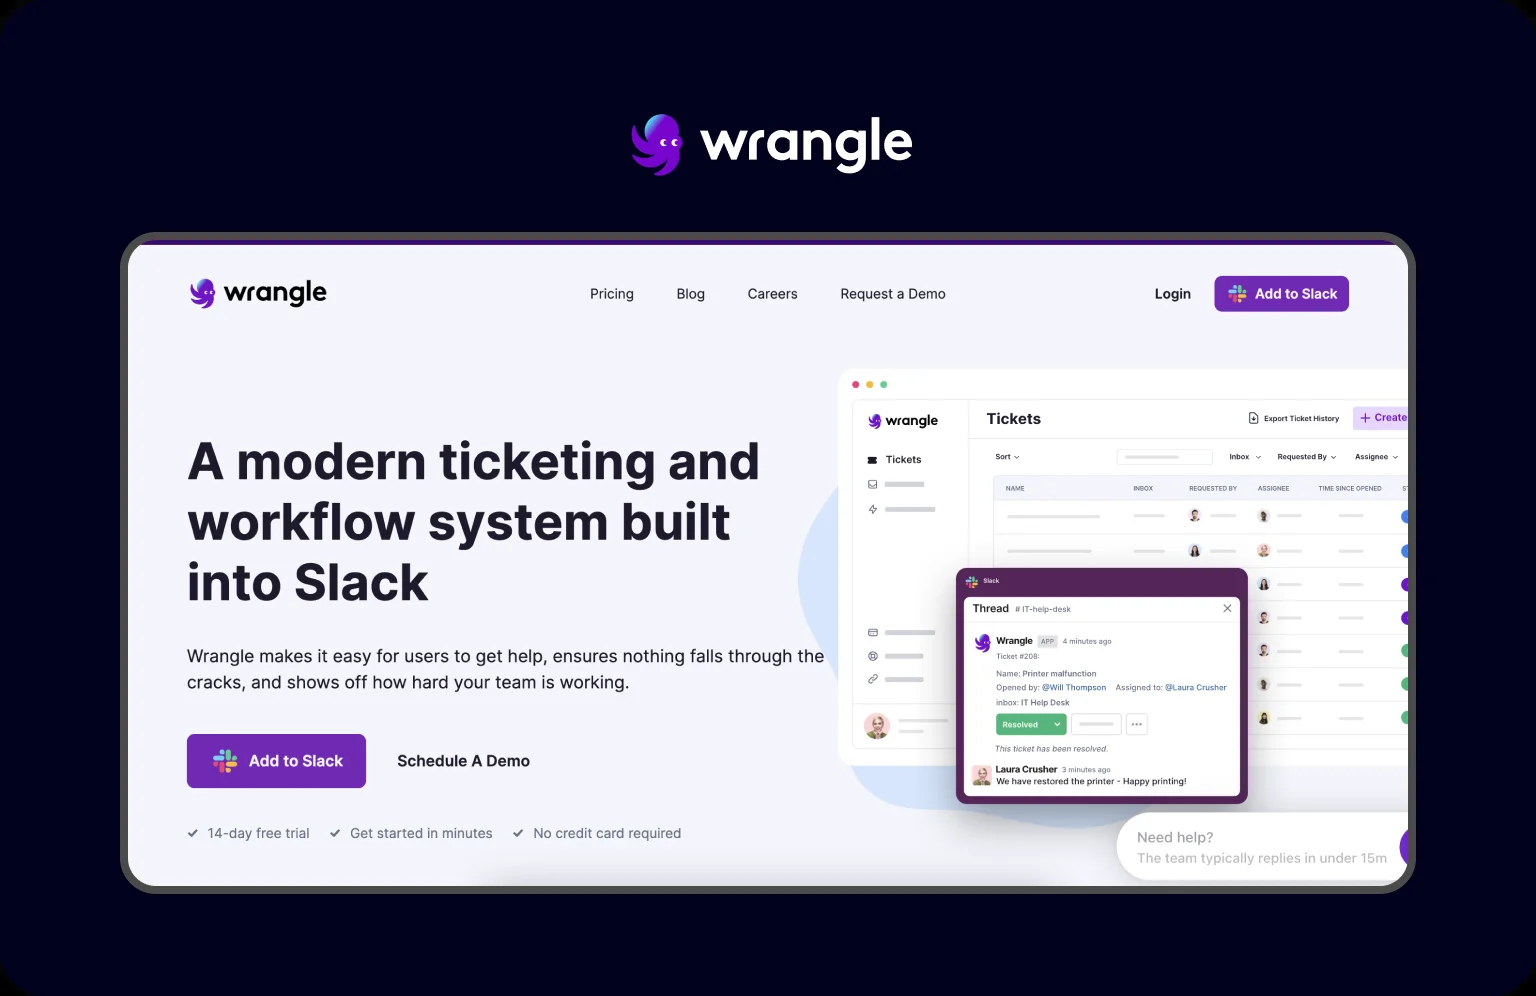 wrangle
wrangle
Pricing Blog Careers Request a Demo Login Add to Slack
A modern ticketing and
workflow system built
into Slack
Wrangle makes it easy for users to get help, ensures nothing falls through the
cracks, and shows off how hard your team is working.
Add to Slack Schedule A Demo
14-day free trial Get started in minutes No credit card required
wrangle
Tickets
Tickets
Export Ticket History
Create
Sort Inbox Requested By Assignee
NAME INBOX REQUESTED BY ASSIGNEE TIME SINCE OPENED ST
Slack
Thread # IT-help-desk
Wrangle APP 4 minutes ago
Ticket #208:
Name: Printer malfunction
Opened by: @Will Thompson Assigned to: @Laura Crusher
inbox: IT Help Desk
Resolved
This ticket has been resolved.
Laura Crusher 3 minutes ago
We have restored the printer - Happy printing!
Need help?
The team typically replies in under 15m